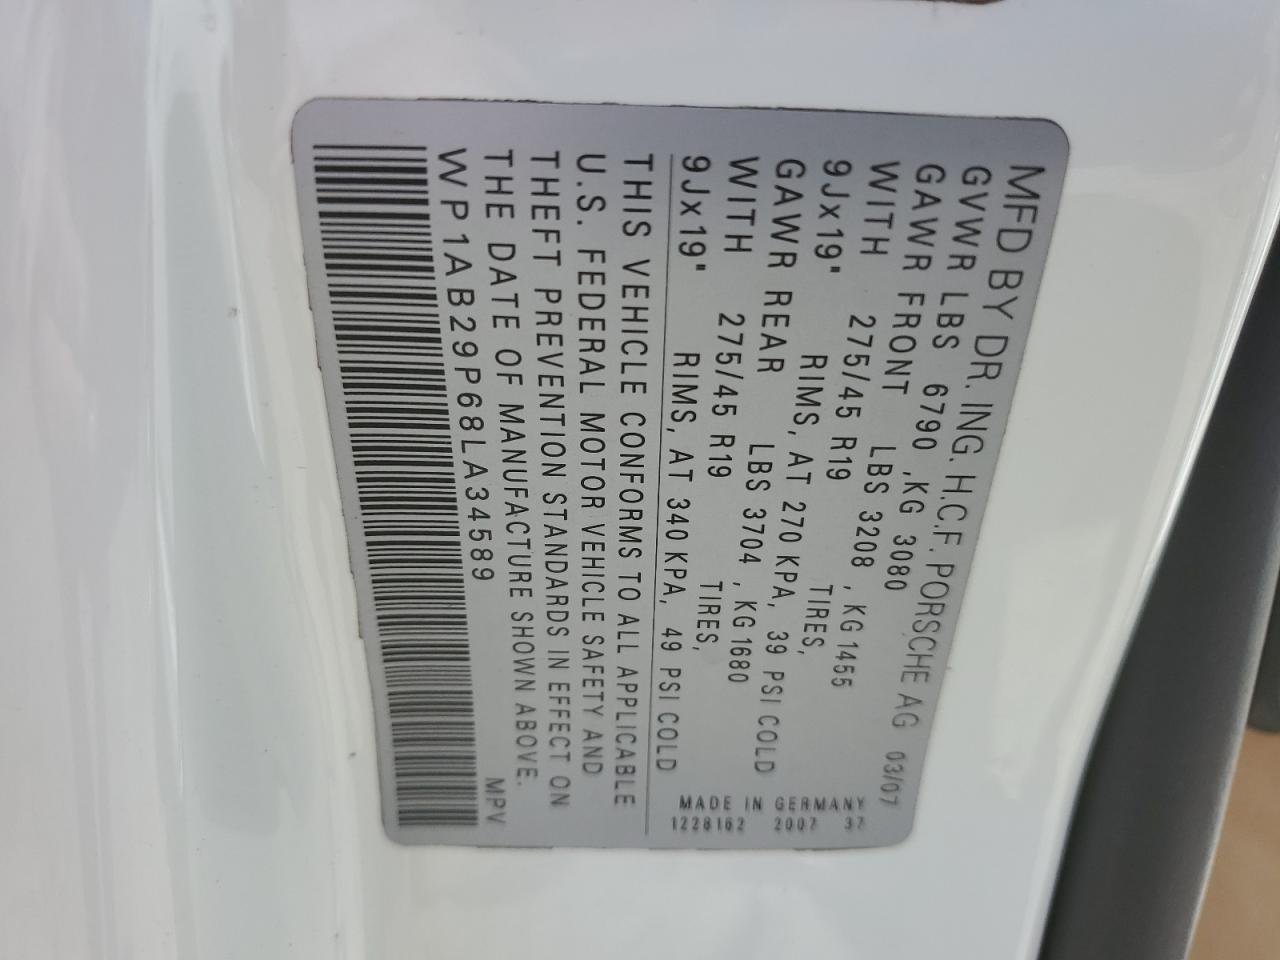 MFD BY DR. ING. H.C.F. PORSCHE AG 03/07
GVWR LBS 6790 ,KG 3080
GAWR FRONT LBS 3208 , KG 1455
WITH 275/45 R19 TIRES,
9Jx19" RIMS, AT 270 KPA, 39 PSI COLD
GAWR REAR LBS 3704 , KG 1680
WITH 275/45 R19 TIRES,
9Jx19" RIMS, AT 340 KPA, 49 PSI COLD
MADE IN GERMANY
1228162 2007 37
THIS VEHICLE CONFORMS TO ALL APPLICABLE
U.S. FEDERAL MOTOR VEHICLE SAFETY AND
THEFT PREVENTION STANDARDS IN EFFECT ON
THE DATE OF MANUFACTURE SHOWN ABOVE.
WP1AB29P68LA34589 MPV